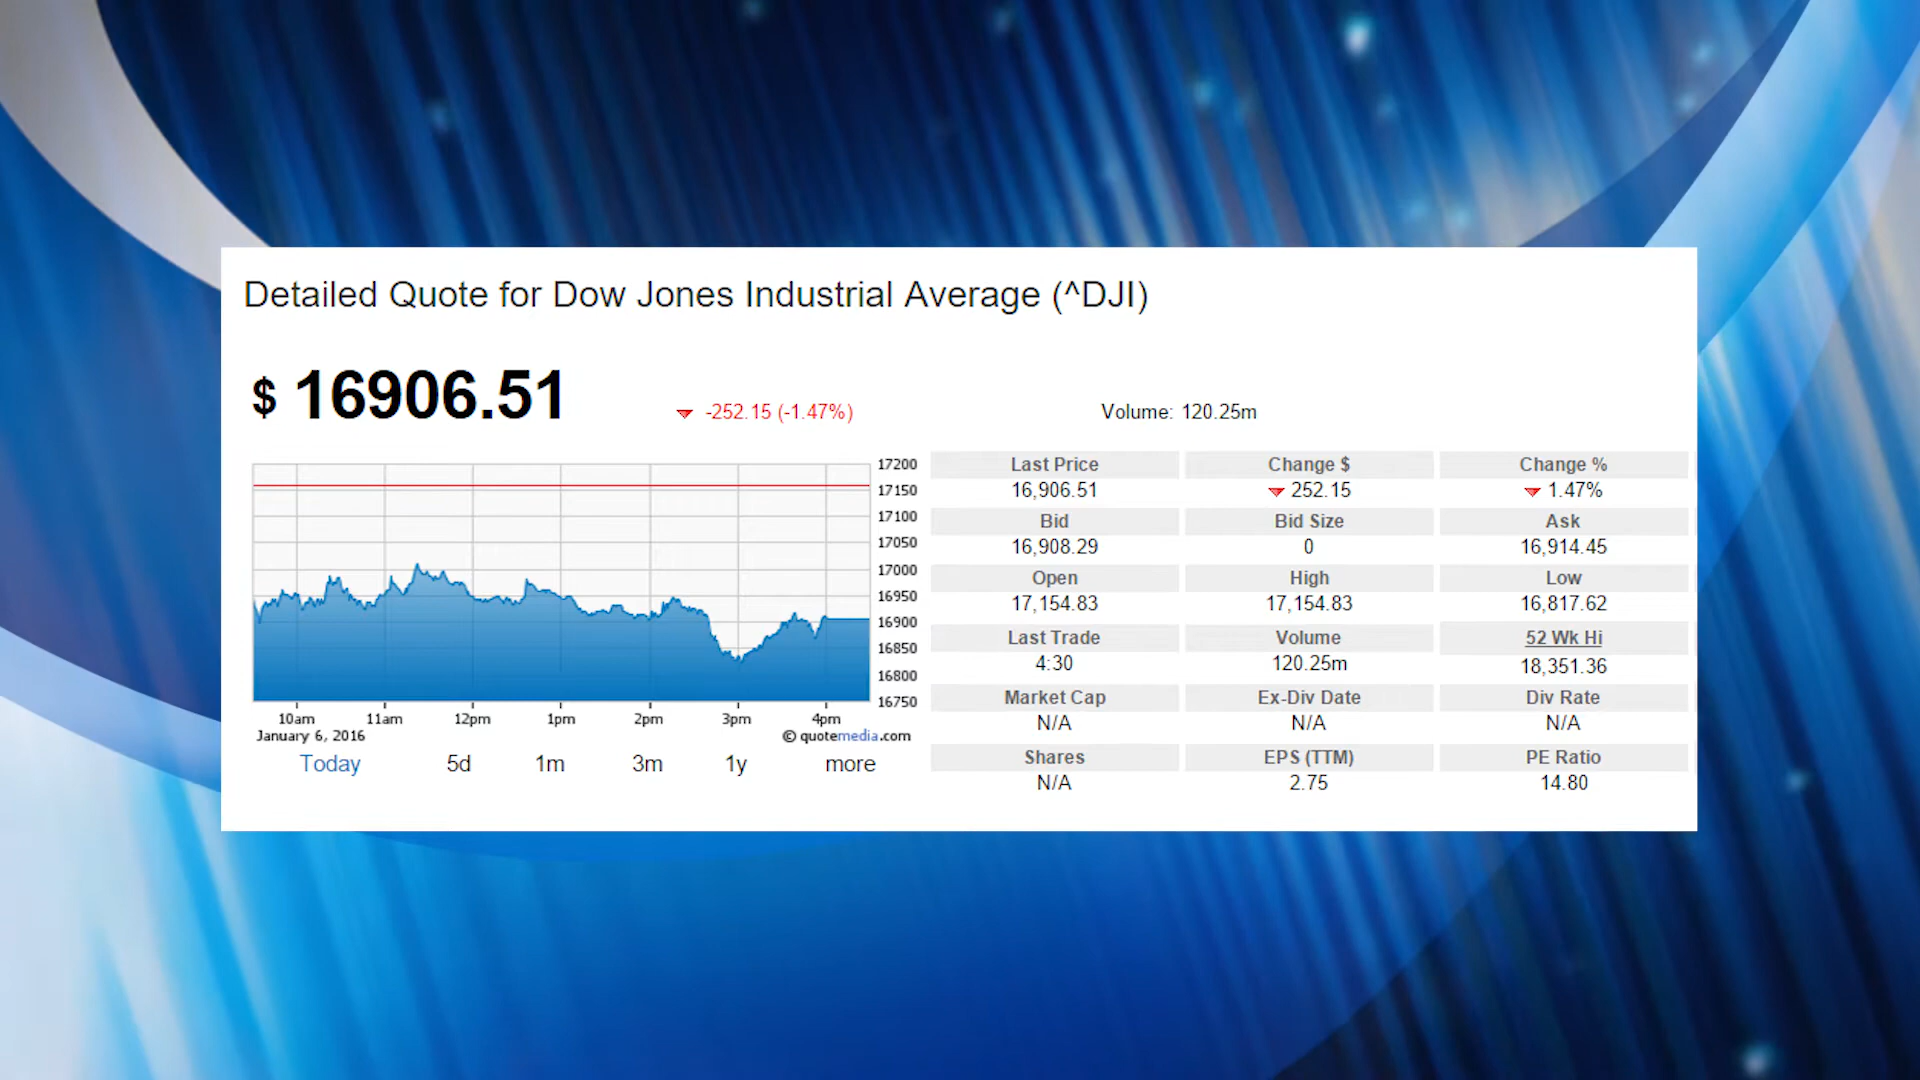 Detailed Quote for Dow Jones Industrial Average (^DJI)
$ 16906.51
-252.15 (-1.47%)
Volume: 120.25m
17200
17150
17100
17050
17000
16950
16900
16850
16800
16750
10am 11am 12pm 1pm 2pm 3pm 4pm
January 6, 2016
© quotemedia.com
Today 5d 1m 3m 1y more
Last Price Change $ Change %
16,906.51 252.15 1.47%
Bid Bid Size Ask
16,908.29 0 16,914.45
Open High Low
17,154.83 17,154.83 16,817.62
Last Trade Volume 52 Wk Hi
4:30 120.25m 18,351.36
Market Cap Ex-Div Date Div Rate
N/A N/A N/A
Shares EPS (TTM) PE Ratio
N/A 2.75 14.80